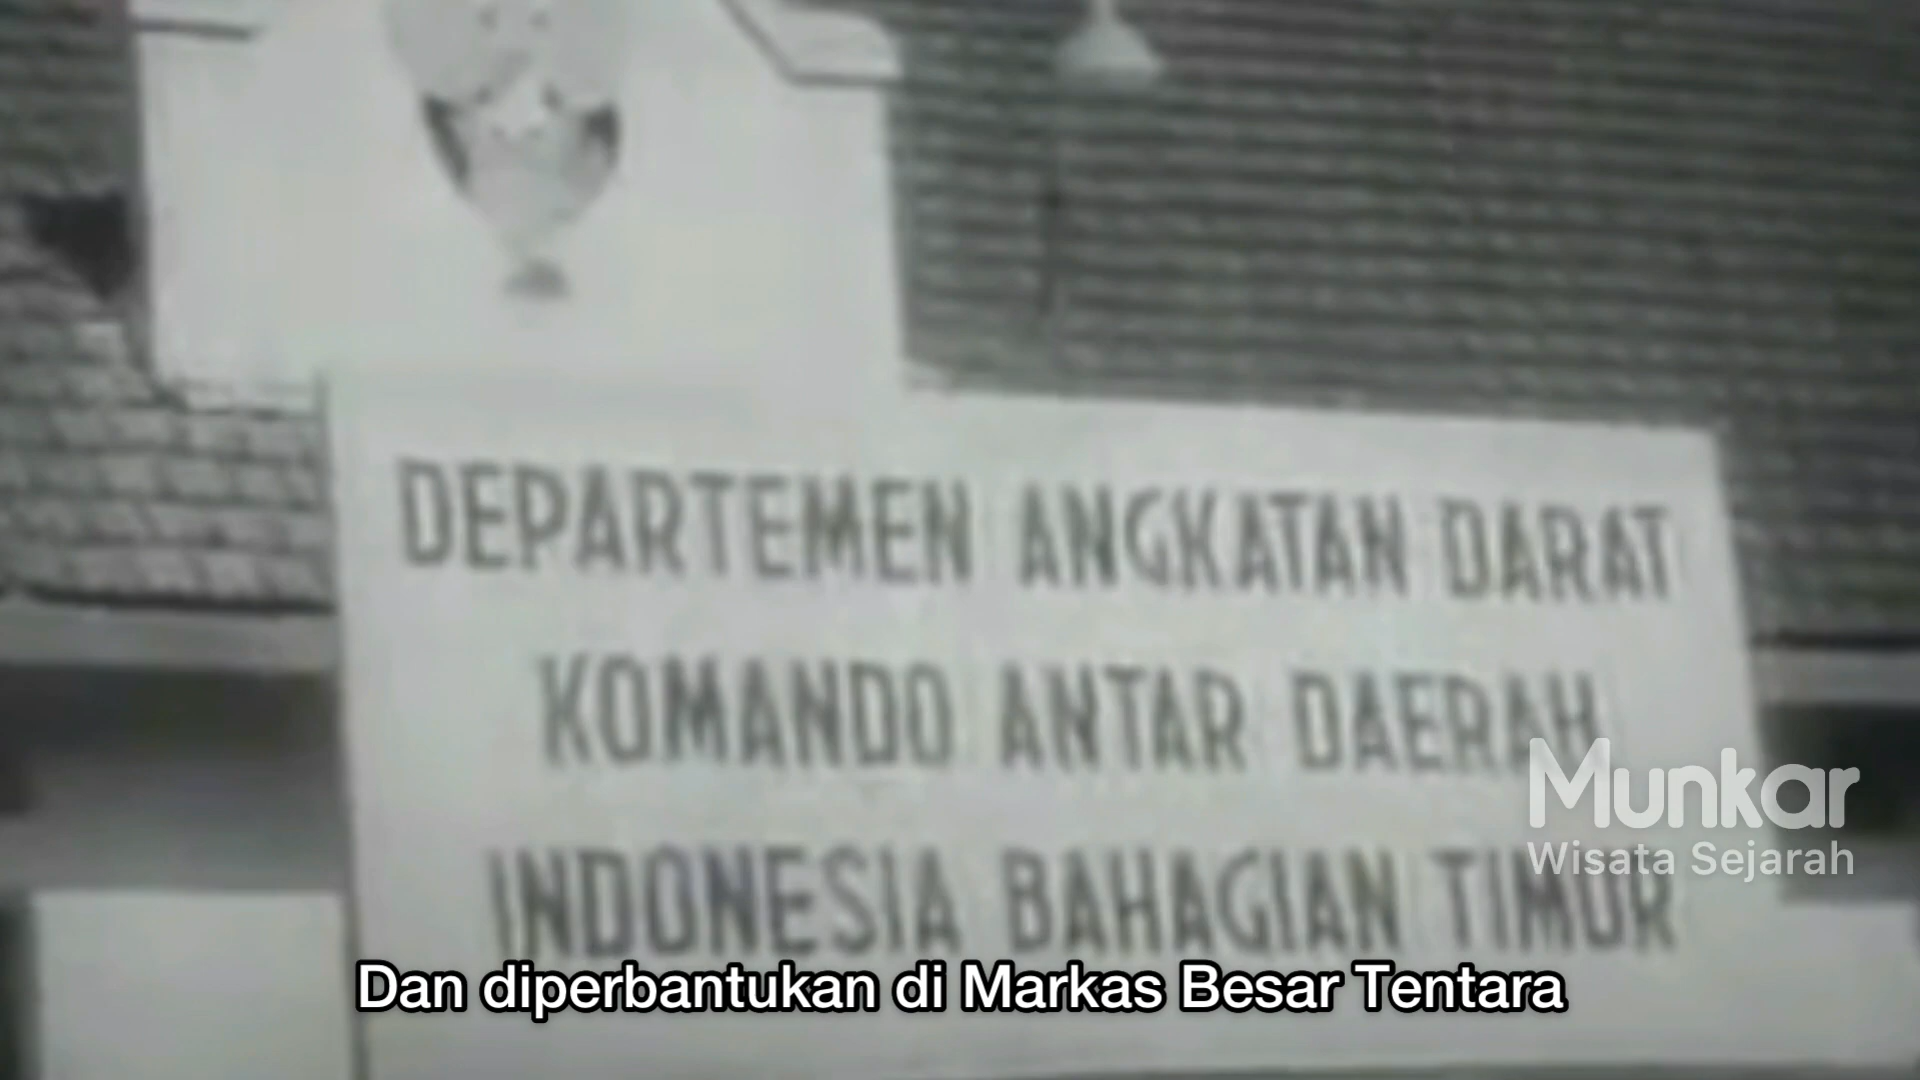 DEPARTEMEN ANGKATAN DARAT
KOMANDO ANTAR DAERAH
INDONESIA BAHAGIAN TIMUR
Munkar
Wisata Sejarah
Dan diperbantukan di Markas Besar Tentara